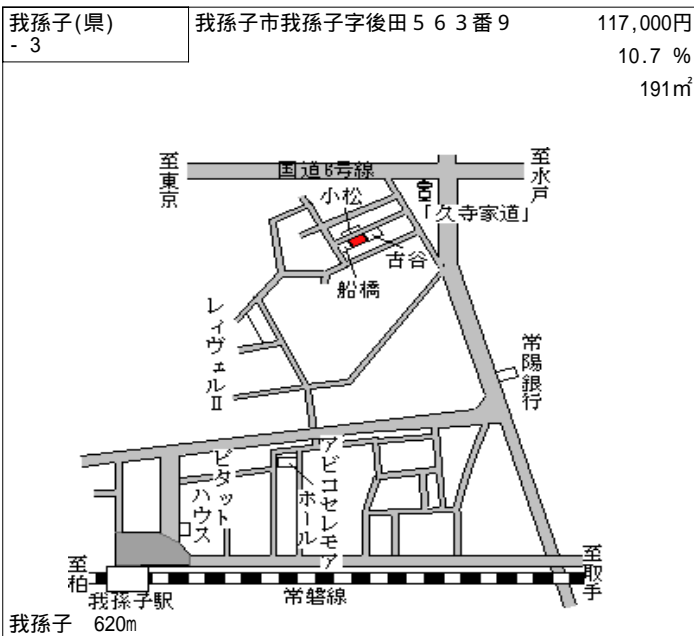 我孫子(県)
- 3
我孫子市我孫子字後田５６３番9
117,000円
10.7 %
191㎡
至東京
国道6号線
至水戸
小松
「久寺家道」
古谷
船橋
レィヴェルⅡ
常陽銀行
ピタットハウス
アビコセレモアホール
至柏
至取手
我孫子駅
常磐線
我孫子 620m